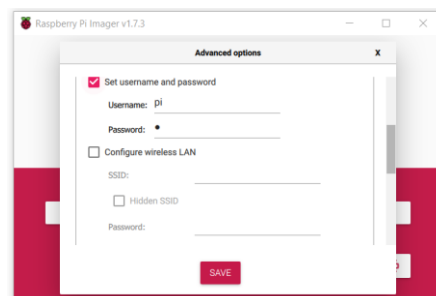 Raspberry Pi Imager v1.7.3
Advanced options X
Set username and password
Username: pi
Password: •
Configure wireless LAN
SSID:
Hidden SSID
Password:
SAVE